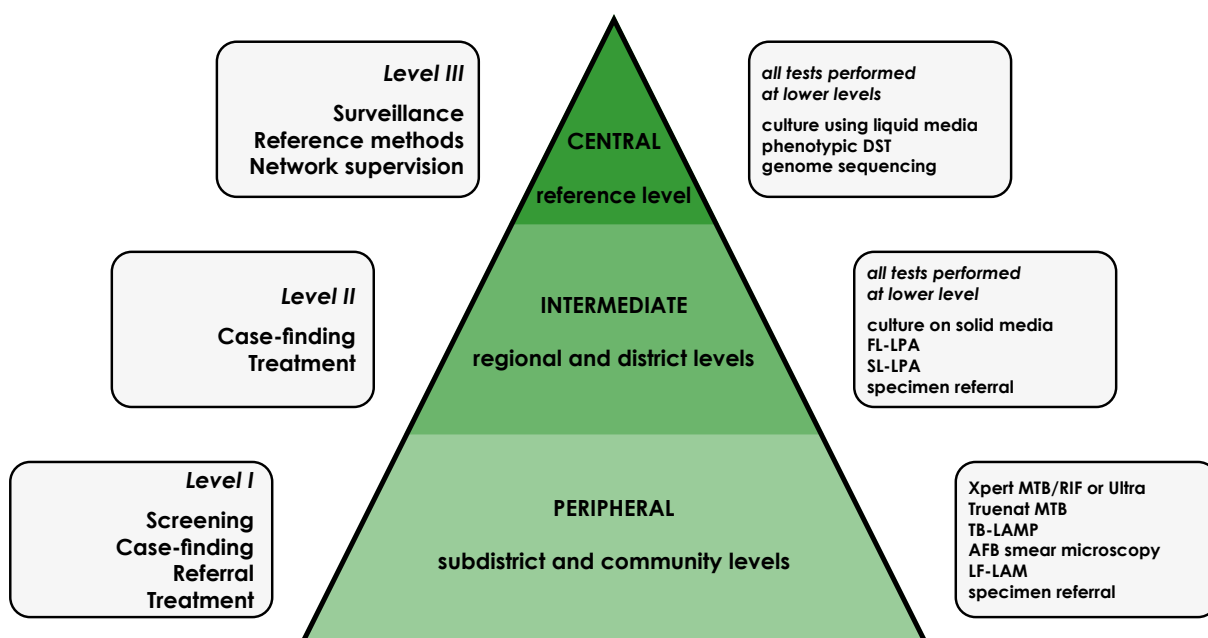 Level III
Surveillance
Reference methods
Network supervision
CENTRAL
reference level
all tests performed
at lower levels
culture using liquid media
phenotypic DST
genome sequencing
Level II
Case-finding
Treatment
INTERMEDIATE
regional and district levels
all tests performed
at lower level
culture on solid media
FL-LPA
SL-LPA
specimen referral
Level I
Screening
Case-finding
Referral
Treatment
PERIPHERAL
subdistrict and community levels
Xpert MTB/RIF or Ultra
Truenat MTB
TB-LAMP
AFB smear microscopy
LF-LAM
specimen referral